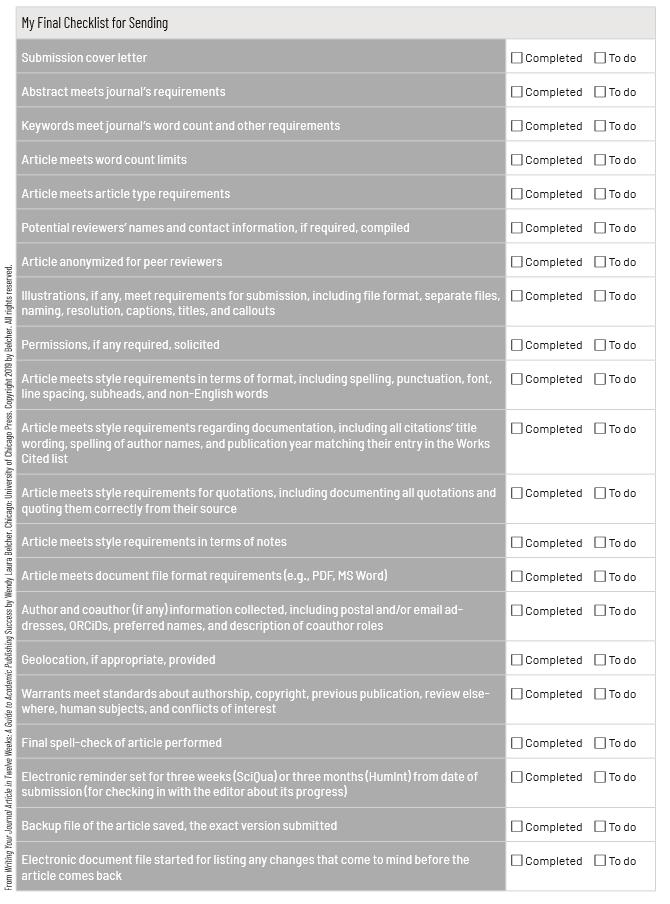 My Final Checklist for Sending
Submission cover letter
Completed To do
Abstract meets journal's requirements
Completed To do
Keywords meet journal's word count and other requirements
Completed To do
Article meets word count limits
Completed To do
Article meets article type requirements
Completed To do
Potential reviewers' names and contact information, if required, compiled
Completed To do
Article anonymized for peer reviewers
Completed To do
Illustrations, if any, meet requirements for submission, including file format, separate files,
naming, resolution, captions, titles, and callouts
Completed To do
Permissions, if any required, solicited
Completed To do
Article meets style requirements in terms of format, including spelling, punctuation, font,
line spacing, subheads, and non-English words
Completed To do
Article meets style requirements regarding documentation, including all citations' title
wording, spelling of author names, and publication year matching their entry in the Works
Cited list
Completed To do
Article meets style requirements for quotations, including documenting all quotations and
quoting them correctly from their source
Completed To do
Article meets style requirements in terms of notes
Completed To do
Article meets document file format requirements (e.g., PDF, MS Word)
Completed To do
Author and coauthor (if any) information collected, including postal and/or email ad-
dresses, ORCiDs, preferred names, and description of coauthor roles
Completed To do
Geolocation, if appropriate, provided
Completed To do
Warrants meet standards about authorship, copyright, previous publication, review else-
where, human subjects, and conflicts of interest
Completed To do
Final spell-check of article performed
Completed To do
Electronic reminder set for three weeks (SciQua) or three months (HumInt) from date of
submission (for checking in with the editor about its progress)
Completed To do
Backup file of the article saved, the exact version submitted
Completed To do
Electronic document file started for listing any changes that come to mind before the
article comes back
Completed To do
From Writing Your Journal Article in Twelve Weeks: A Guide to Academic Publishing Success by Wendy Laura Belcher. Chicago: University of Chicago Press. Copyright 2019 by Belcher. All rights reserved.